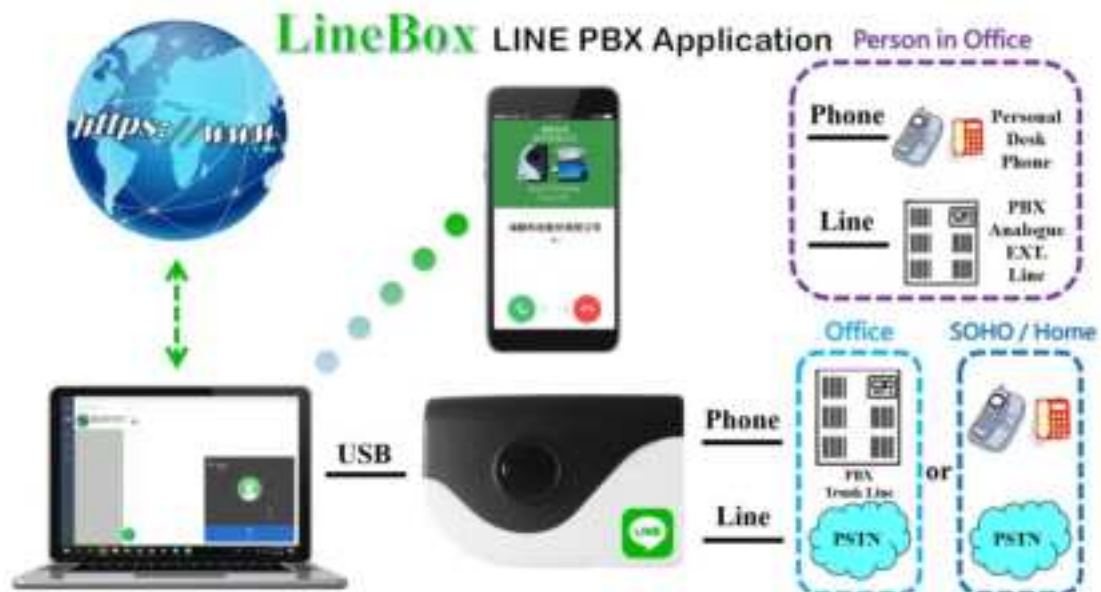 LineBox LINE PBX Application
Person in Office
https://www.
Phone
Personal
Desk
Phone
Line
PBX
Analogue
EXT.
Line
Office
SOHO / Home
USB
Phone
PBX
Trunk Line
or
Line
LINE
PSTN
PSTN